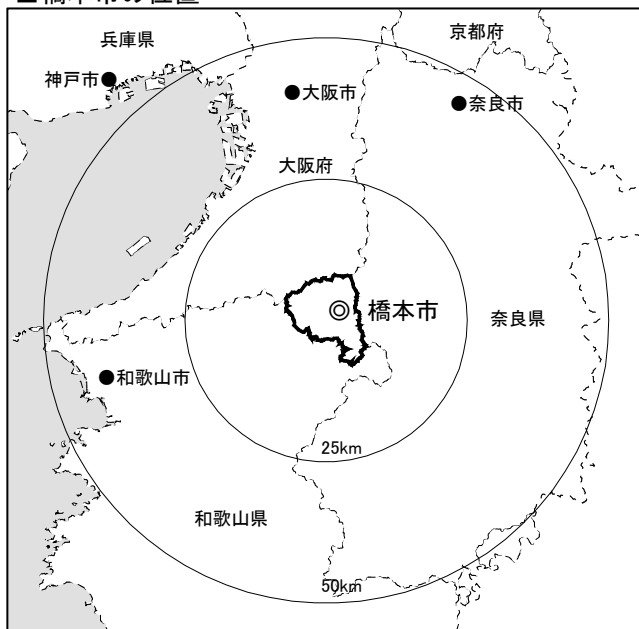 ■橋本市の位置
兵庫県
京都府
神戸市
大阪市
奈良市
大阪府
橋本市
奈良県
和歌山市
25km
和歌山県
50km